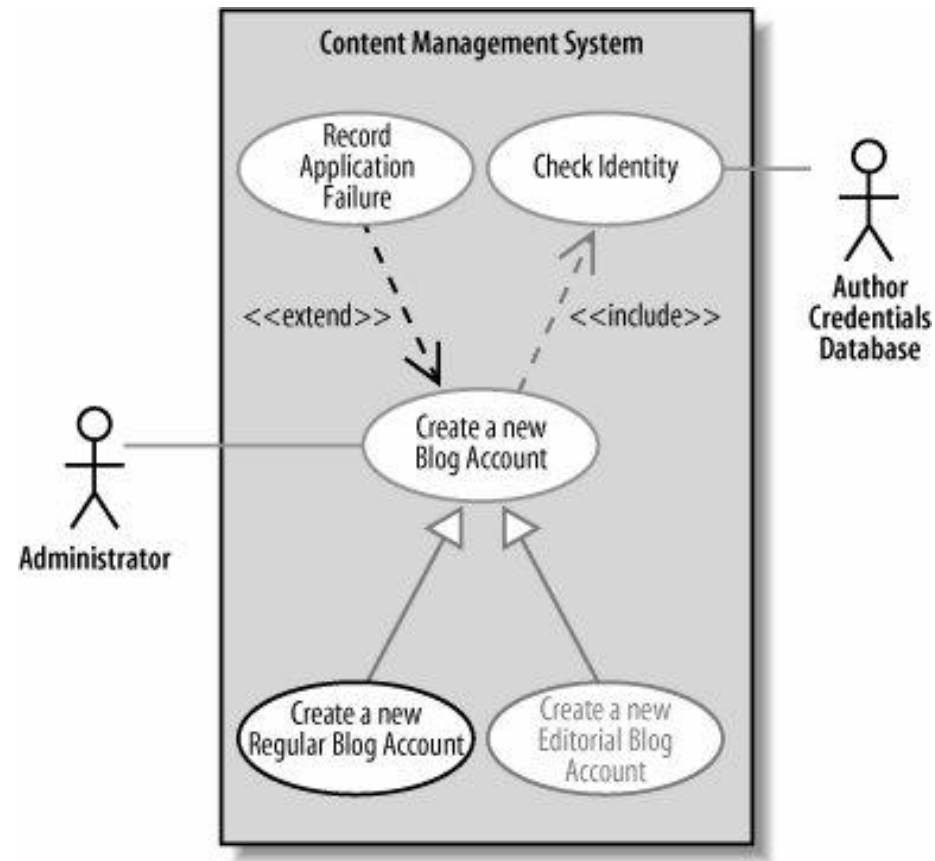 Content Management System
Record
Application
Failure
Check Identity
Author
Credentials
Database
<<extend>>
<<include>>
Create a new
Blog Account
Administrator
Create a new
Regular Blog Account
Create a new
Editorial Blog
Account